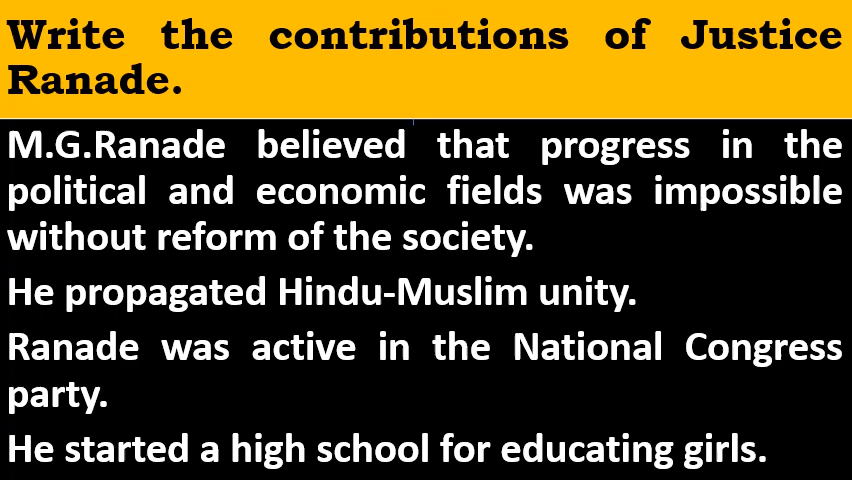 Write the contributions of Justice
Ranade.
M.G.Ranade believed that progress in the
political and economic fields was impossible
without reform of the society.
He propagated Hindu-Muslim unity.
Ranade was active in the National Congress
party.
He started a high school for educating girls.